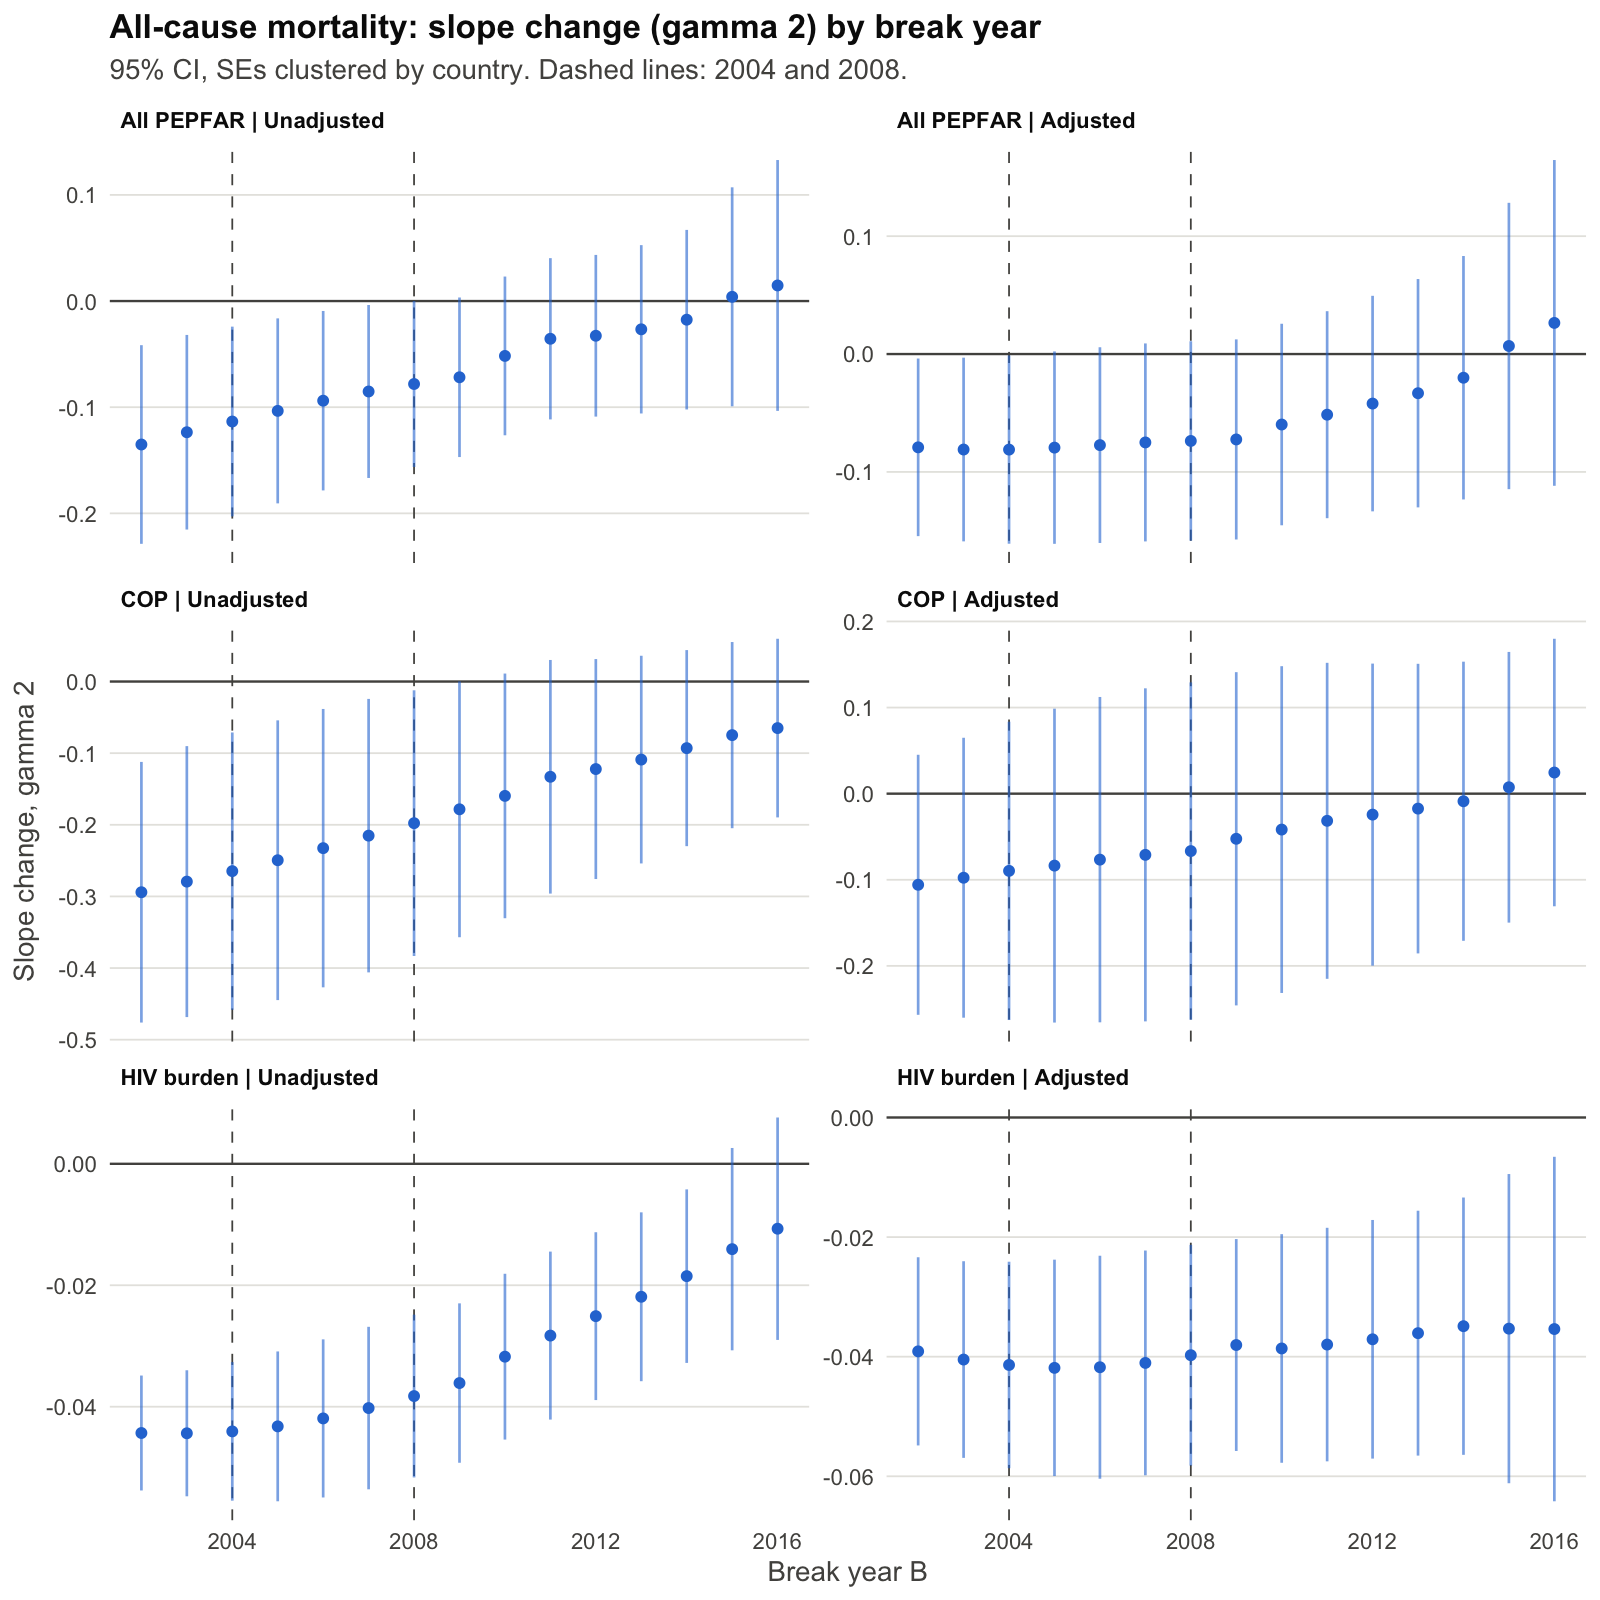 All-cause mortality: slope change (gamma 2) by break year
95% CI, SEs clustered by country. Dashed lines: 2004 and 2008.
All PEPFAR | Unadjusted
0.1
0.0
-0.1
-0.2
All PEPFAR | Adjusted
0.1
0.0
-0.1
COP | Unadjusted
0.0
-0.1
-0.2
-0.3
-0.4
-0.5
COP | Adjusted
0.2
0.1
0.0
-0.1
-0.2
Slope change, gamma 2
HIV burden | Unadjusted
0.00
-0.02
-0.04
2004 2008 2012 2016
HIV burden | Adjusted
0.00
-0.02
-0.04
-0.06
2004 2008 2012 2016
Break year B